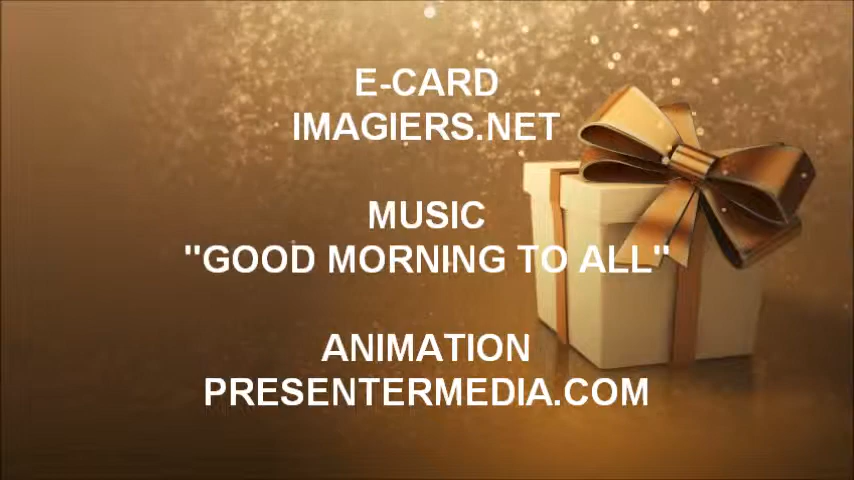 E-CARD
IMAGIERS.NET
MUSIC
"GOOD MORNING TO ALL"
ANIMATION
PRESENTERMEDIA.COM